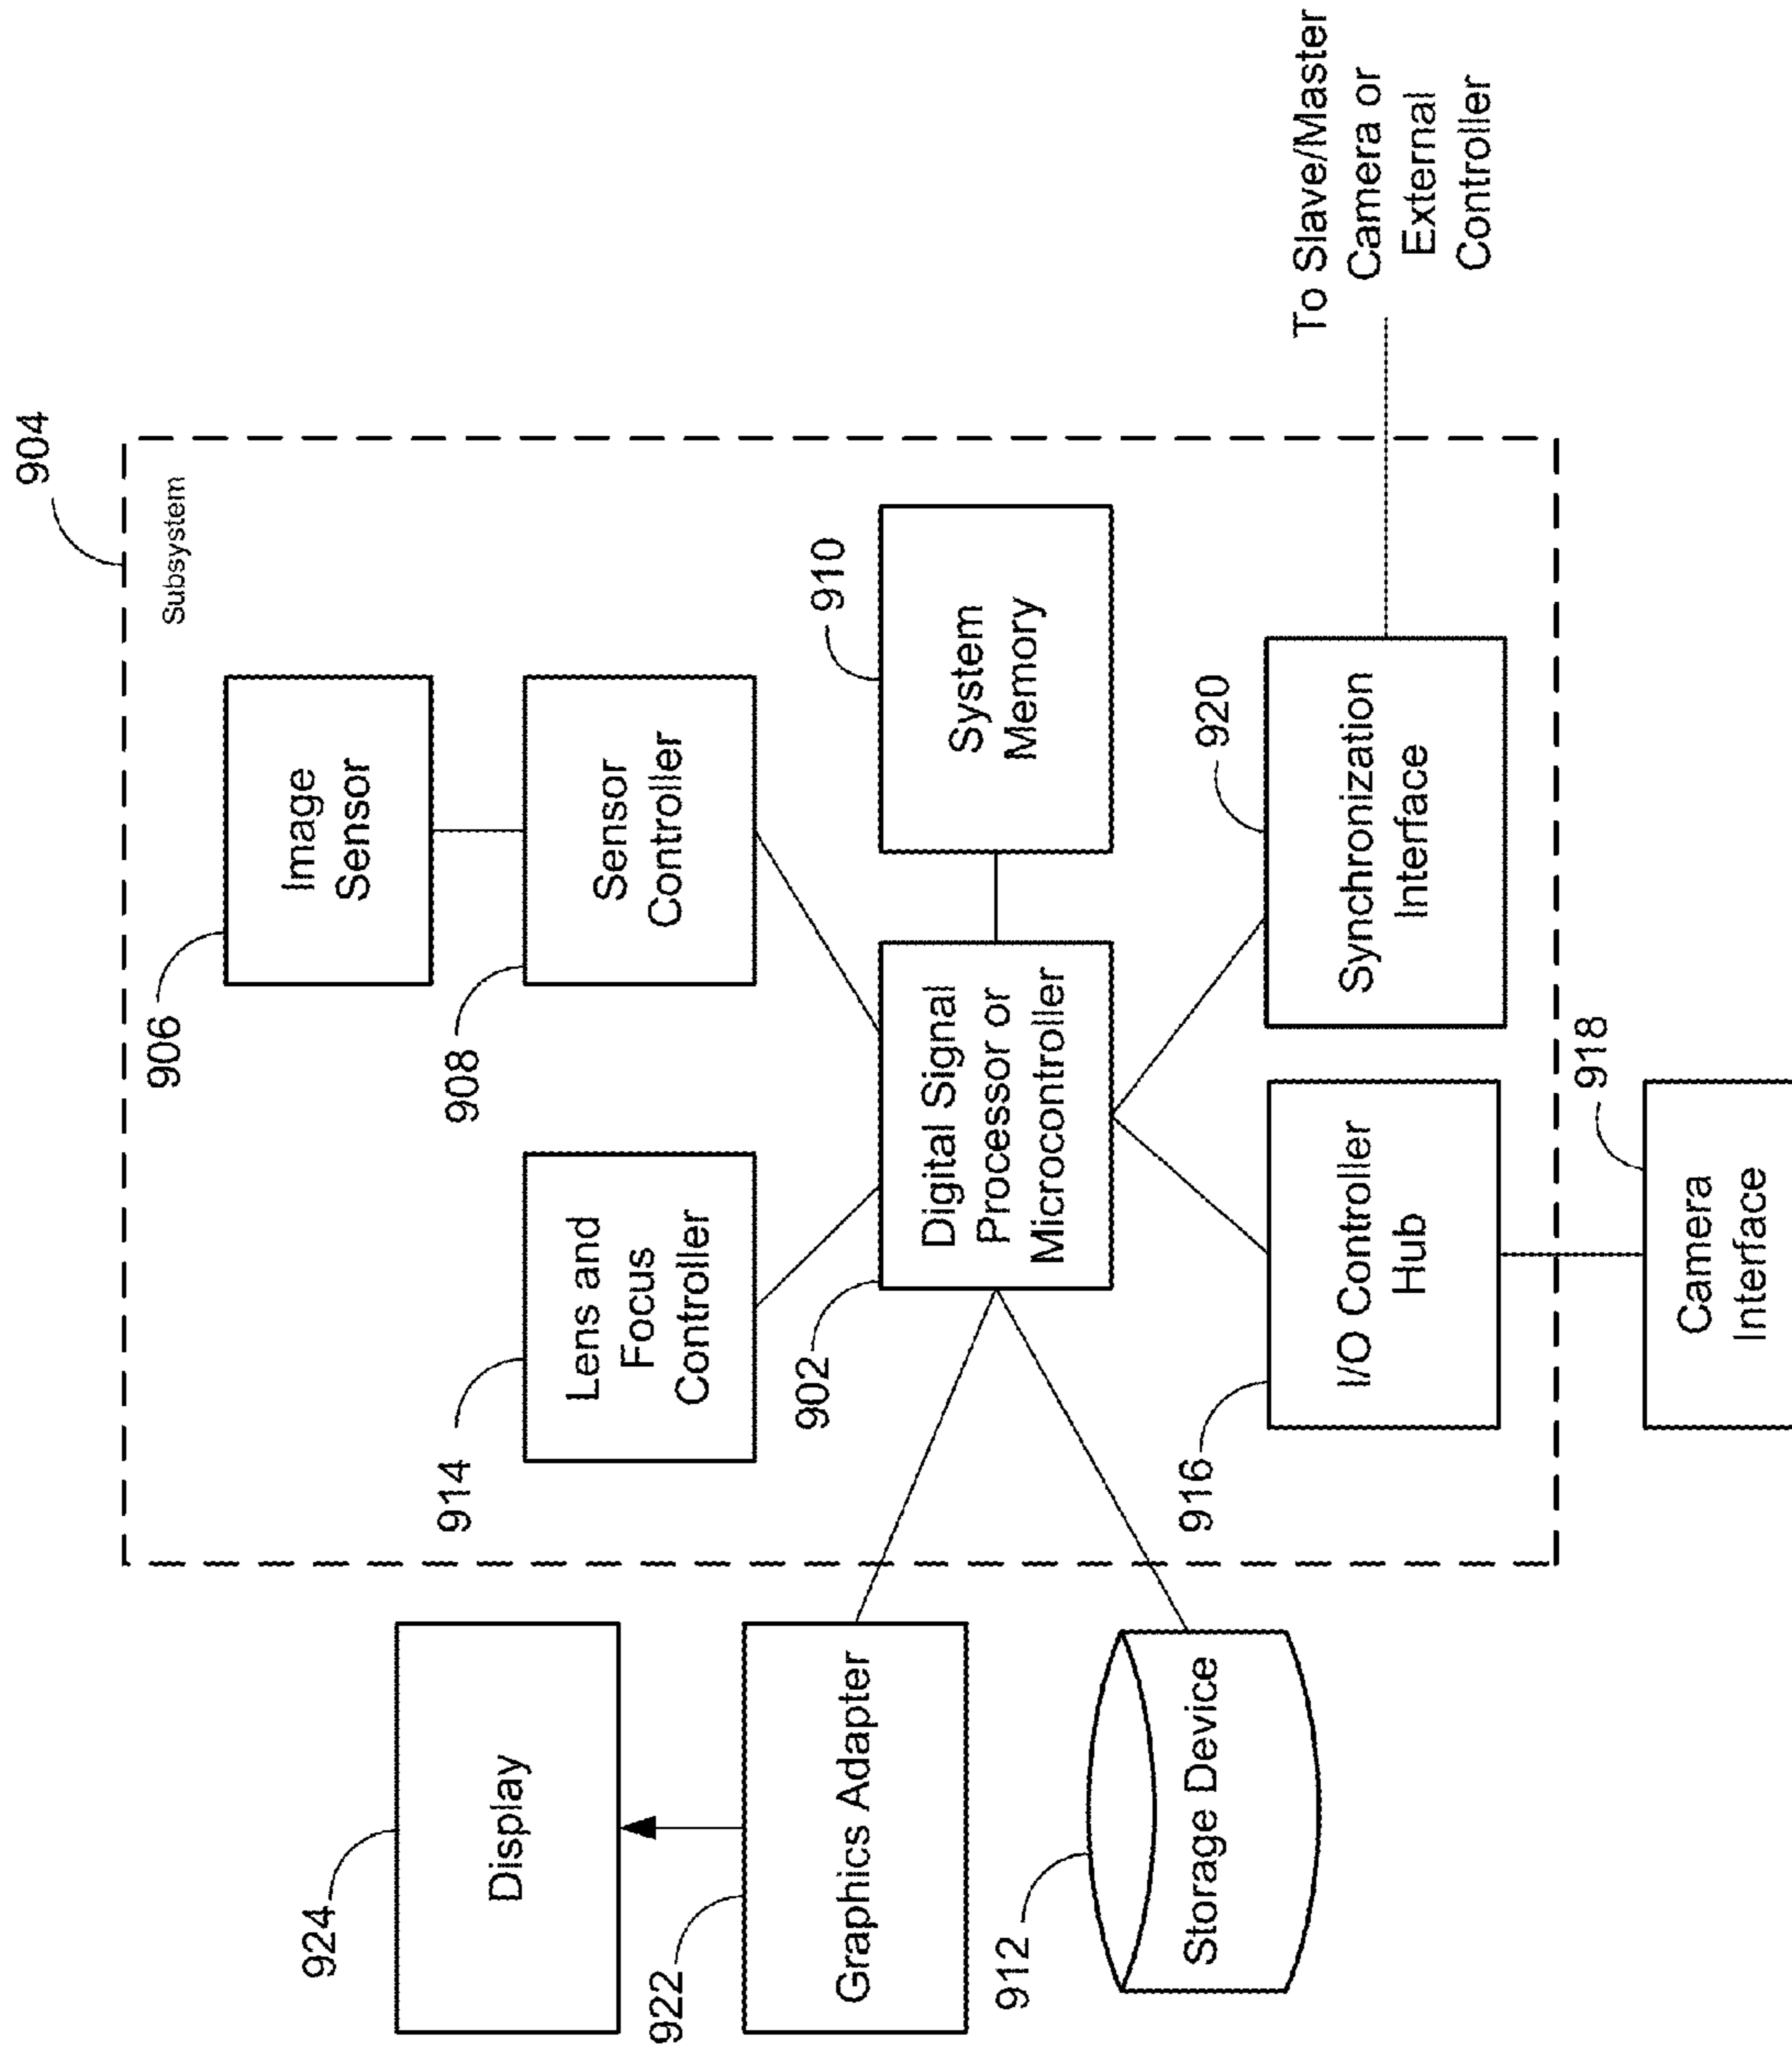 904
Subsystem
924
Display
922
Graphics Adapter
912
Storage Device
914
Lens and
Focus
Controller
906
Image
Sensor
908
Sensor
Controller
902
Digital Signal
Processor or
Microcontroller
910
System
Memory
916
I/O Controller
Hub
920
Synchronization
Interface
To Slave/Master
Camera or
External
Controller
918
Camera
Interface